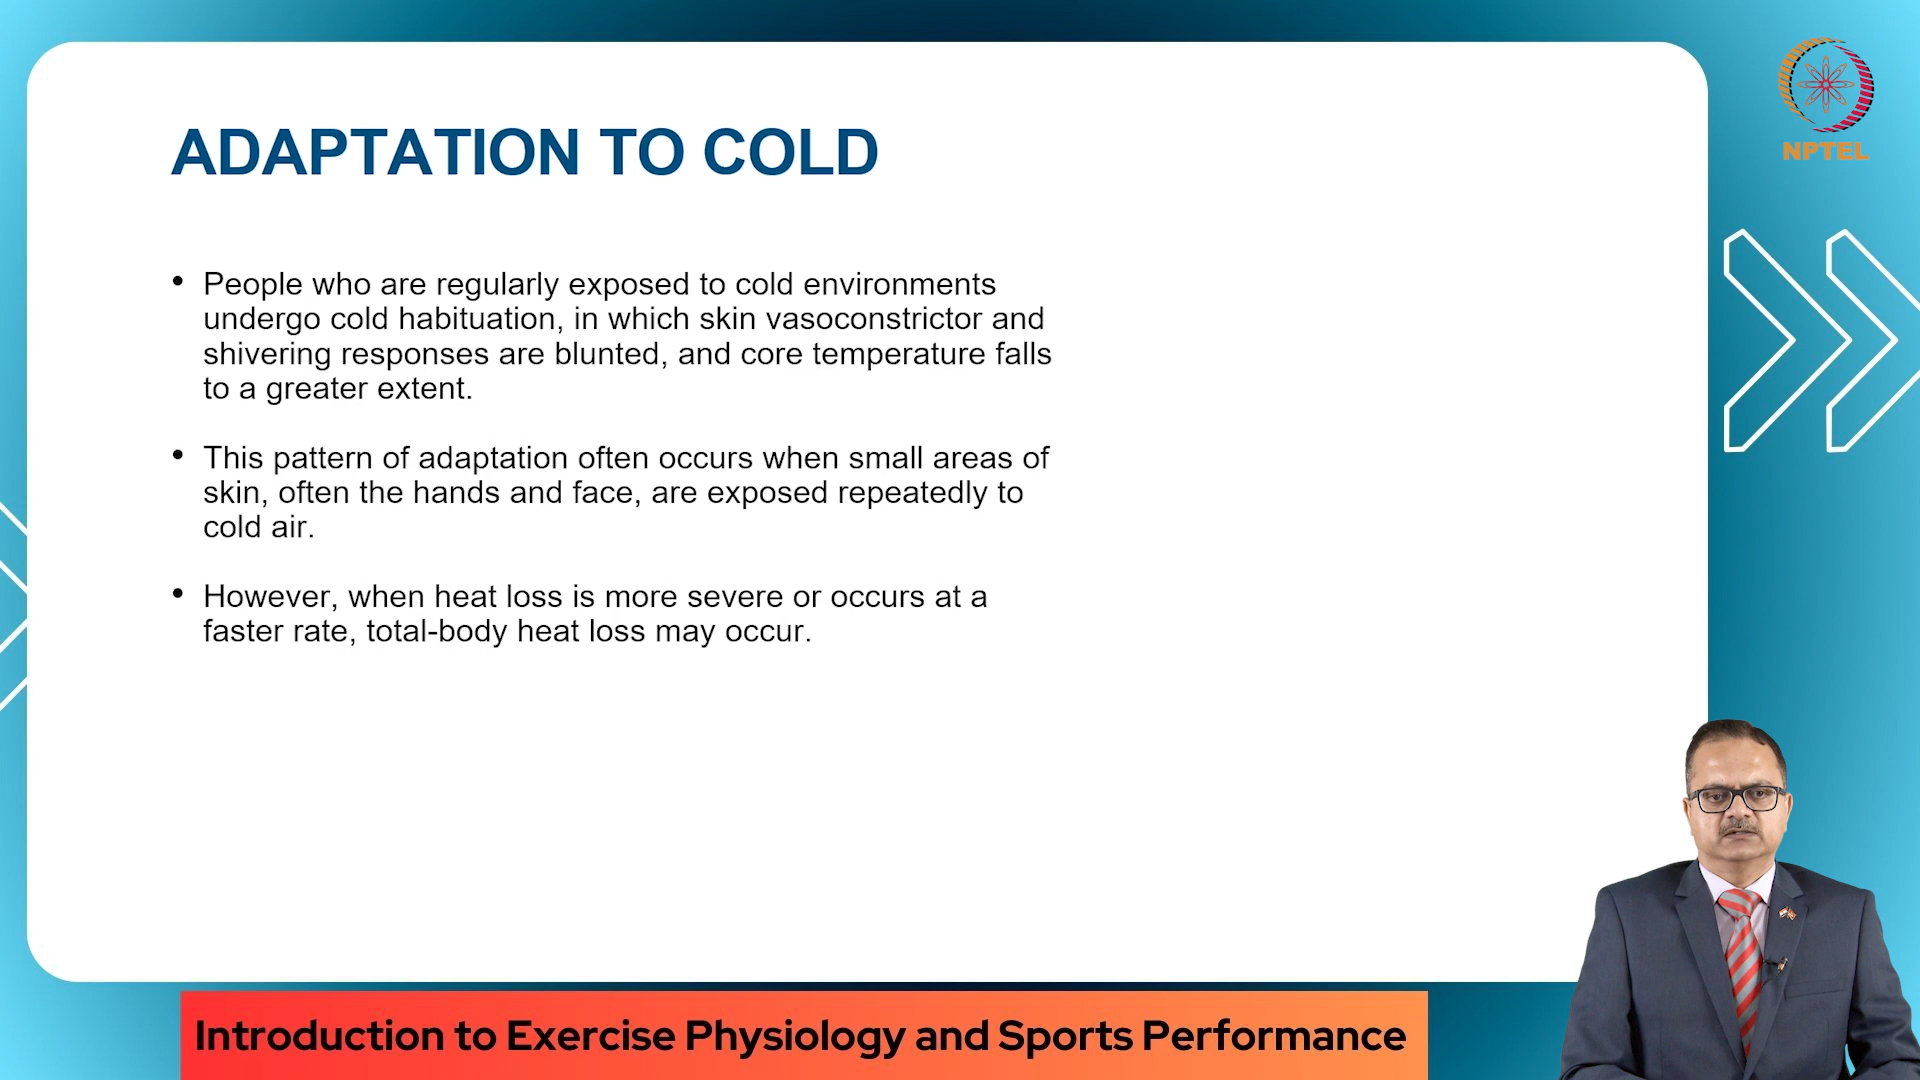 ADAPTATION TO COLD
NPTEL
• People who are regularly exposed to cold environments
undergo cold habituation, in which skin vasoconstrictor and
shivering responses are blunted, and core temperature falls
to a greater extent.
• This pattern of adaptation often occurs when small areas of
skin, often the hands and face, are exposed repeatedly to
cold air.
• However, when heat loss is more severe or occurs at a
faster rate, total-body heat loss may occur.
Introduction to Exercise Physiology and Sports Performance